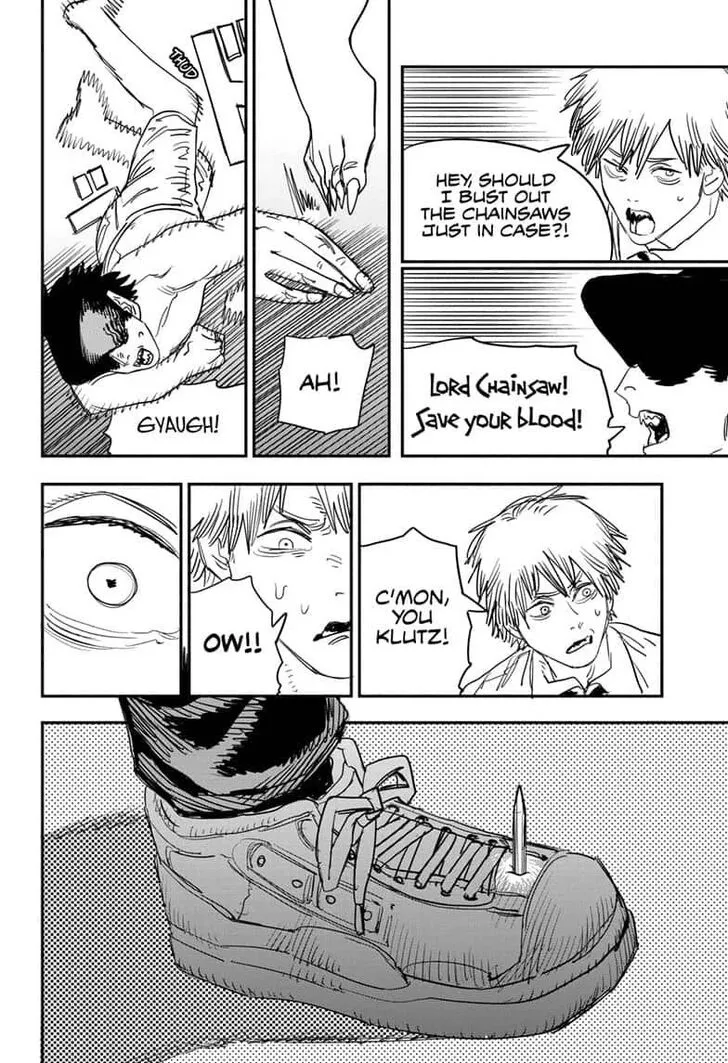 HEY, SHOULD
I BUST OUT
THE CHAINSAWS
JUST IN CASE?!
LORD CHAINSAW!
SAVE YOUR BLOOD!
AH!
THUD
GYAUGH!
C'MON,
YOU
KLUTZ!
OW!!